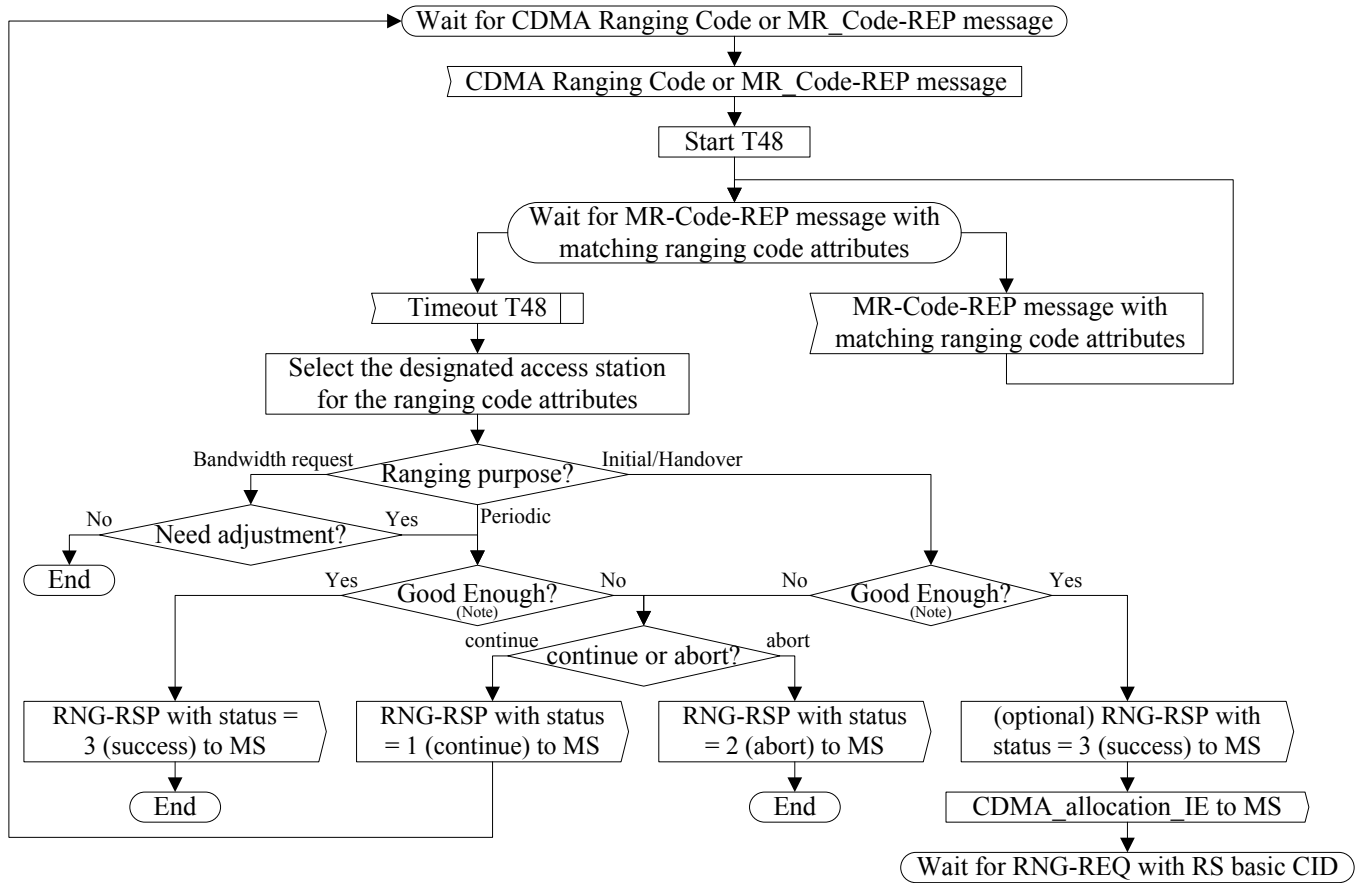 Wait for CDMA Ranging Code or MR_Code-REP message
CDMA Ranging Code or MR_Code-REP message
Start T48
Wait for MR-Code-REP message with
matching ranging code attributes
Timeout T48
MR-Code-REP message with
matching ranging code attributes
Select the designated access station
for the ranging code attributes
Bandwidth request
Ranging purpose?
Initial/Handover
No
Need adjustment?
Yes
Periodic
End
Yes
Good Enough?
(Note)
No
No
Good Enough?
(Note)
Yes
continue
continue or abort?
abort
RNG-RSP with status =
3 (success) to MS
RNG-RSP with status
= 1 (continue) to MS
RNG-RSP with status
= 2 (abort) to MS
(optional) RNG-RSP with
status = 3 (success) to MS
End
End
CDMA_allocation_IE to MS
Wait for RNG-REQ with RS basic CID